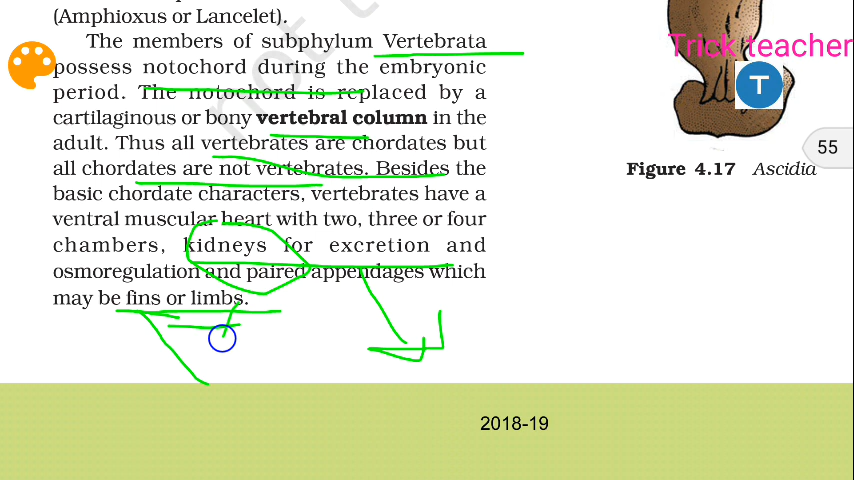 (Amphioxus or Lancelet).
The members of subphylum Vertebrata
possess notochord during the embryonic
period. The notochord is replaced by a
cartilaginous or bony vertebral column in the
adult. Thus all vertebrates are chordates but
all chordates are not vertebrates. Besides the
basic chordate characters, vertebrates have a
ventral muscular heart with two, three or four
chambers, kidneys for excretion and
osmoregulation and paired appendages which
may be fins or limbs.
Trick teacher
T
55
Figure 4.17 Ascidia
not t
2018-19